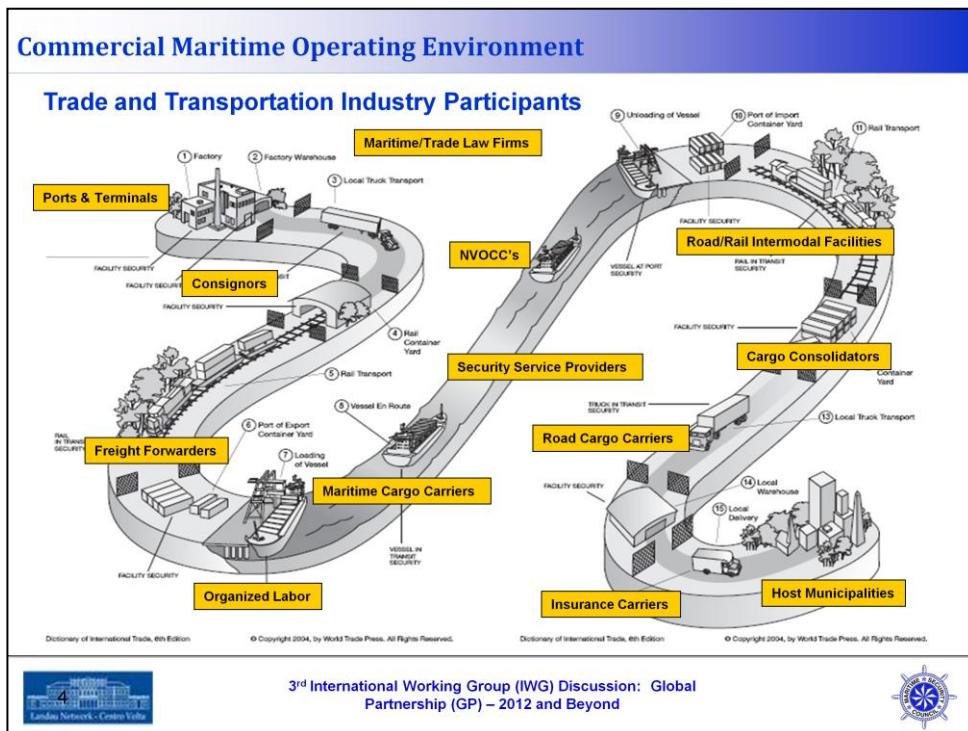 Commercial Maritime Operating Environment
Trade and Transportation Industry Participants
Maritime/Trade Law Firms
1 Factory
2 Factory Warehouse
3 Local Truck Transport
Ports & Terminals
FACILITY SECURITY
FACILITY SECURITY
Consignors
FACILITY SECURITY
4 Rail
Container
Yard
5 Rail Transport
RAIL
IN TRANSIT
SECURITY
Freight Forwarders
6 Port of Export
Container Yard
7 Loading
of Vessel
FACILITY SECURITY
Organized Labor
8 Vessel En Route
Maritime Cargo Carriers
VESSEL IN
TRANSIT
SECURITY
Security Service Providers
NVOCC's
9 Unloading of Vessel
VESSEL AT PORT
SECURITY
10 Port of Import
Container Yard
FACILITY SECURITY
11 Rail Transport
Road/Rail Intermodal Facilities
RAIL IN TRANSIT
SECURITY
FACILITY SECURITY
Cargo Consolidators
Container
Yard
TRUCK IN TRANSIT
SECURITY
13 Local Truck Transport
Road Cargo Carriers
FACILITY SECURITY
14 Local
Warehouse
15 Local
Delivery
Insurance Carriers
Host Municipalities
Dictionary of International Trade, 6th Edition
© Copyright 2004, by World Trade Press. All Rights Reserved.
Dictionary of International Trade, 6th Edition
© Copyright 2004, by World Trade Press. All Rights Reserved.
4
Landau Network - Centro Volta
3rd International Working Group (IWG) Discussion: Global
Partnership (GP) – 2012 and Beyond
MARITIME SECURITY
COUNCIL